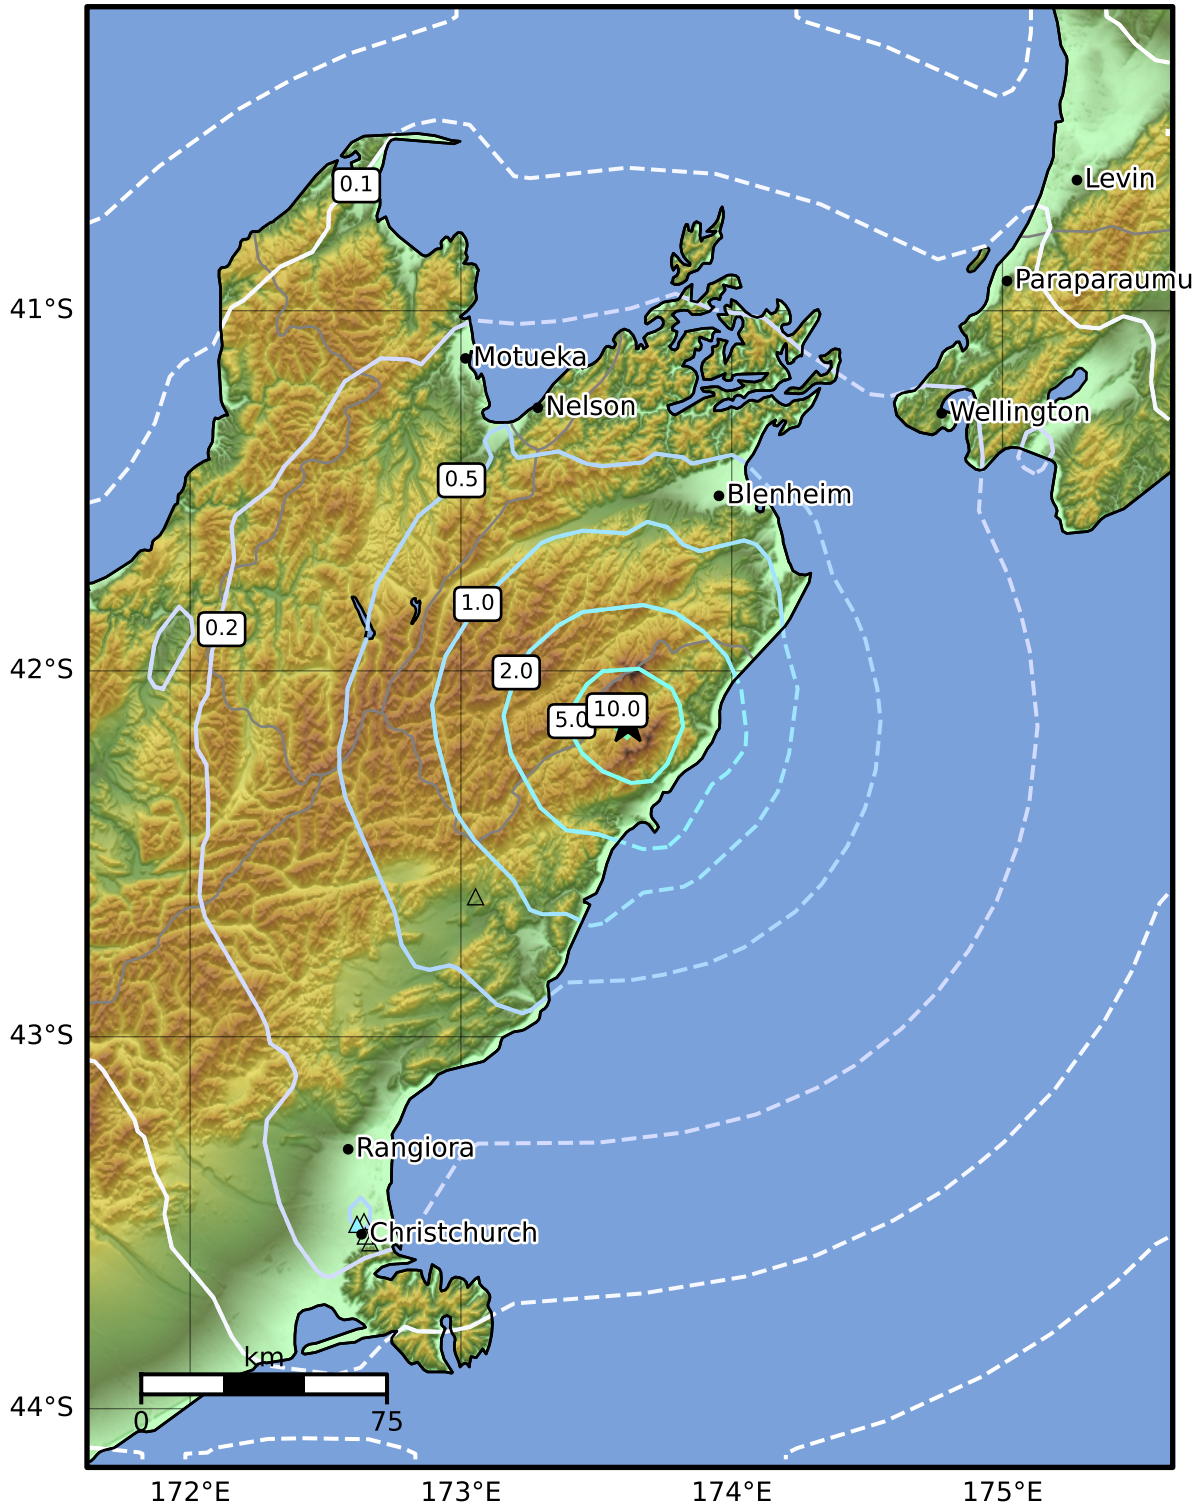 0.1
Levin
Paraparaumu
41°S
Motueka
Nelson
Wellington
0.5
Blenheim
1.0
0.2
42°S
2.0
5.0
10.0
43°S
Rangiora
Christchurch
km
0
75
44°S
172°E
173°E
174°E
175°E